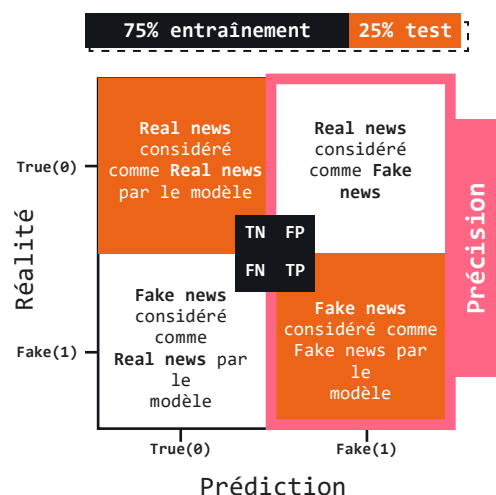 75% entraînement
25% test
Real news
considéré
comme Real news
par le modèle
Real news
considéré
comme Fake
news
True(0)
TN FP
FN TP
Réalité
Précision
Fake news
considéré
comme
Real news par
le
modèle
Fake news
considéré comme
Fake news par
le
modèle
Fake(1)
True(0)
Fake(1)
Prédiction